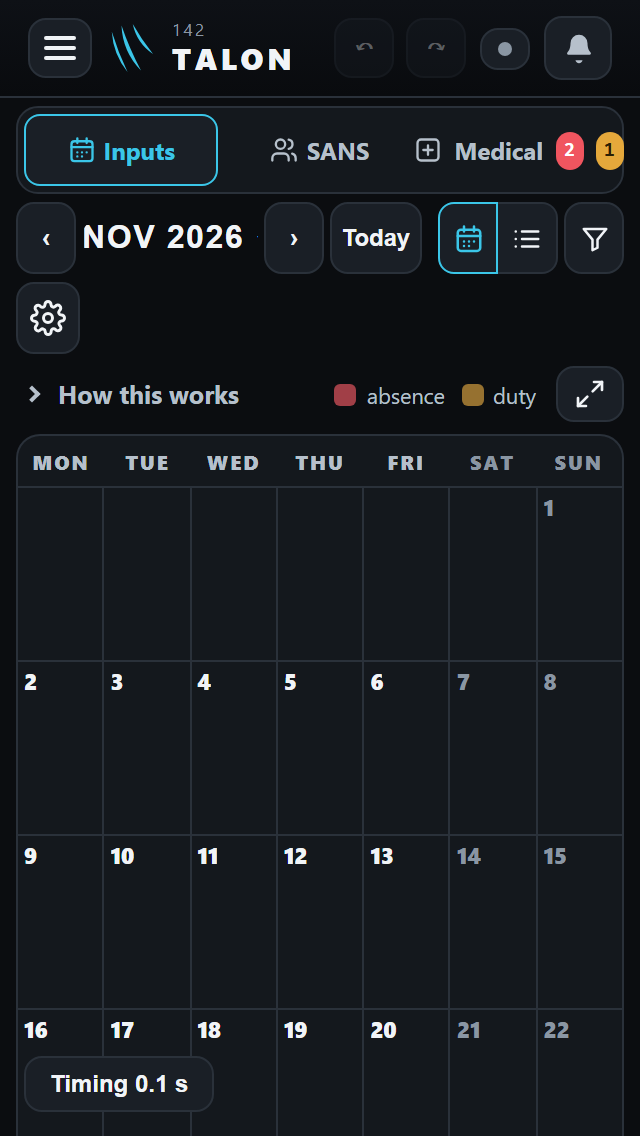 142
TALON
Inputs SANS Medical 2 1
‹ NOV 2026 › Today
How this works absence duty
MON TUE WED THU FRI SAT SUN
1
2 3 4 5 6 7 8
9 10 11 12 13 14 15
16 17 18 19 20 21 22
Timing 0.1 s